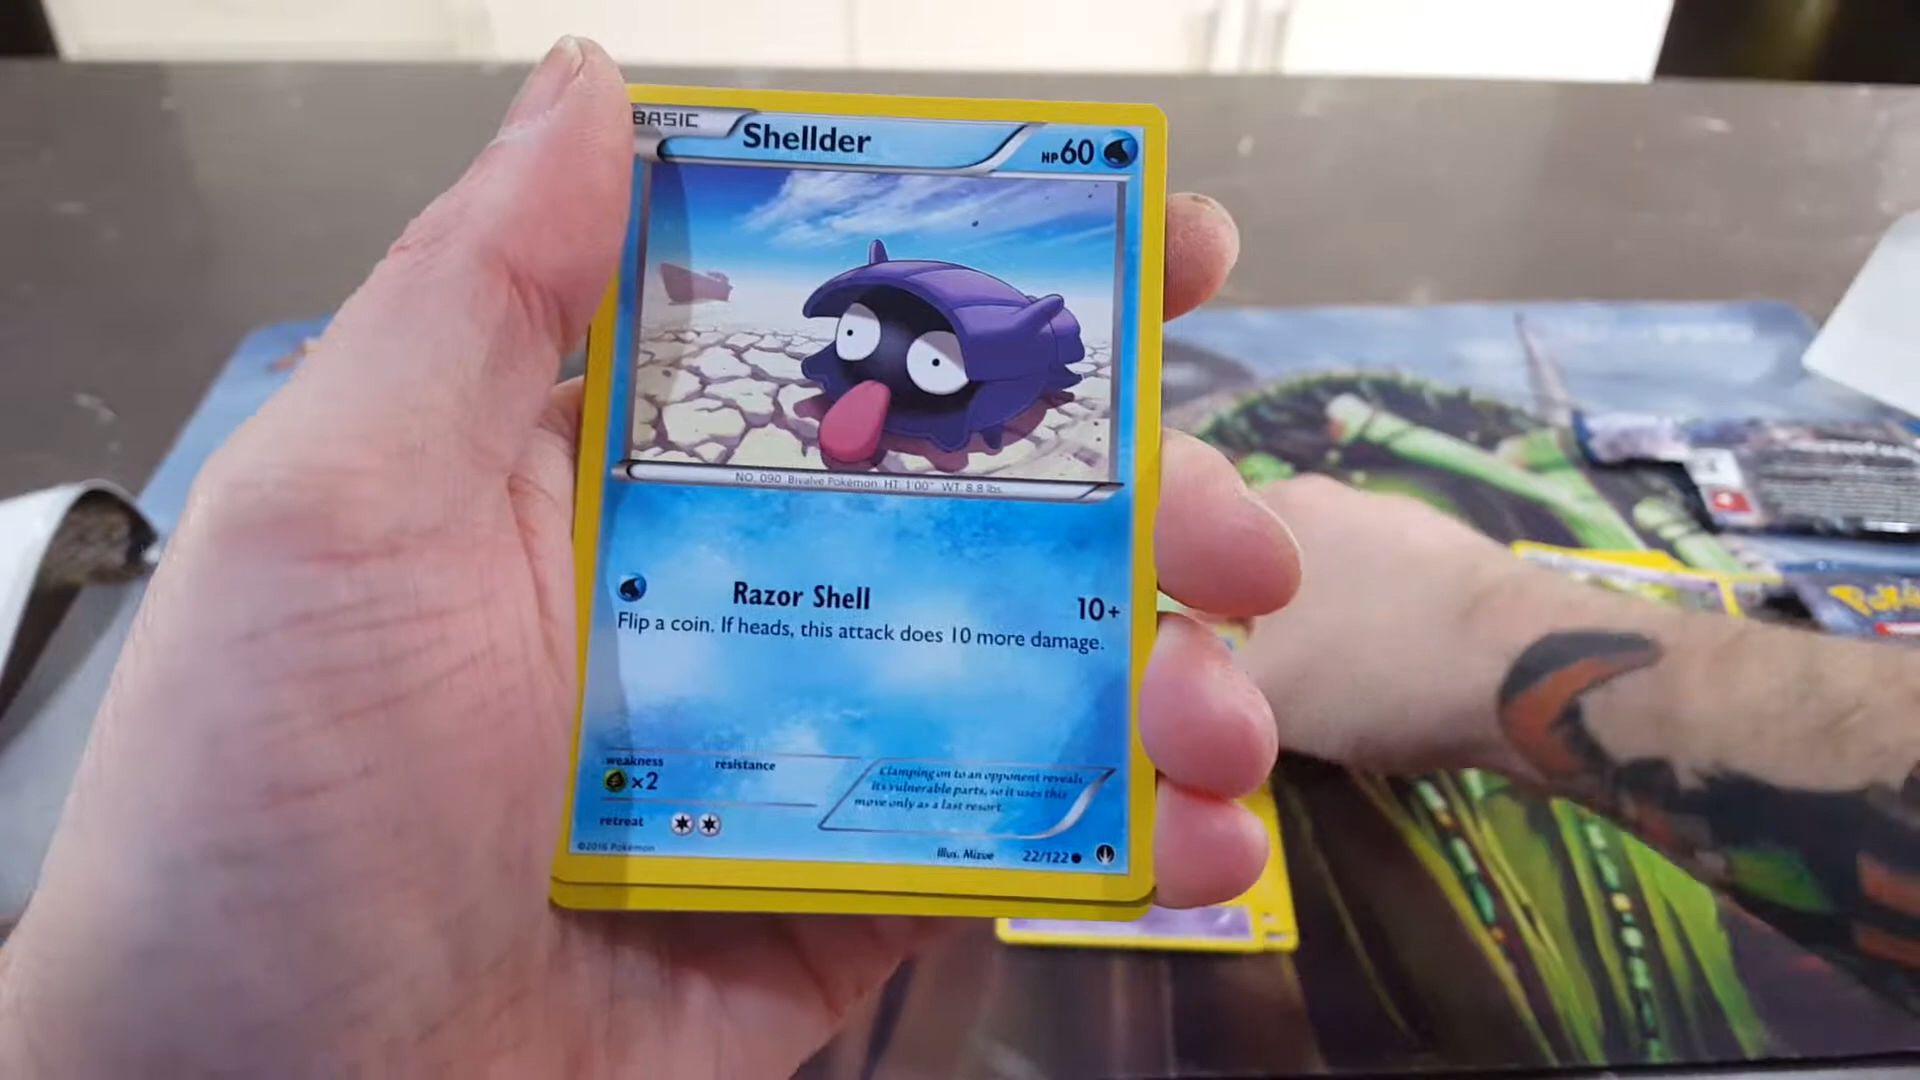 BASIC
Shellder
HP60
NO. 090 Bivalve Pokémon HT: 1'00" WT: 8.8 lbs.
Razor Shell
10+
Flip a coin. If heads, this attack does 10 more damage.
weakness
resistance
×2
Clamping on to an opponent reveals
its vulnerable parts, so it uses this
move only as a last resort.
retreat
©2016 Pokémon
Illus. Mizue
22/122